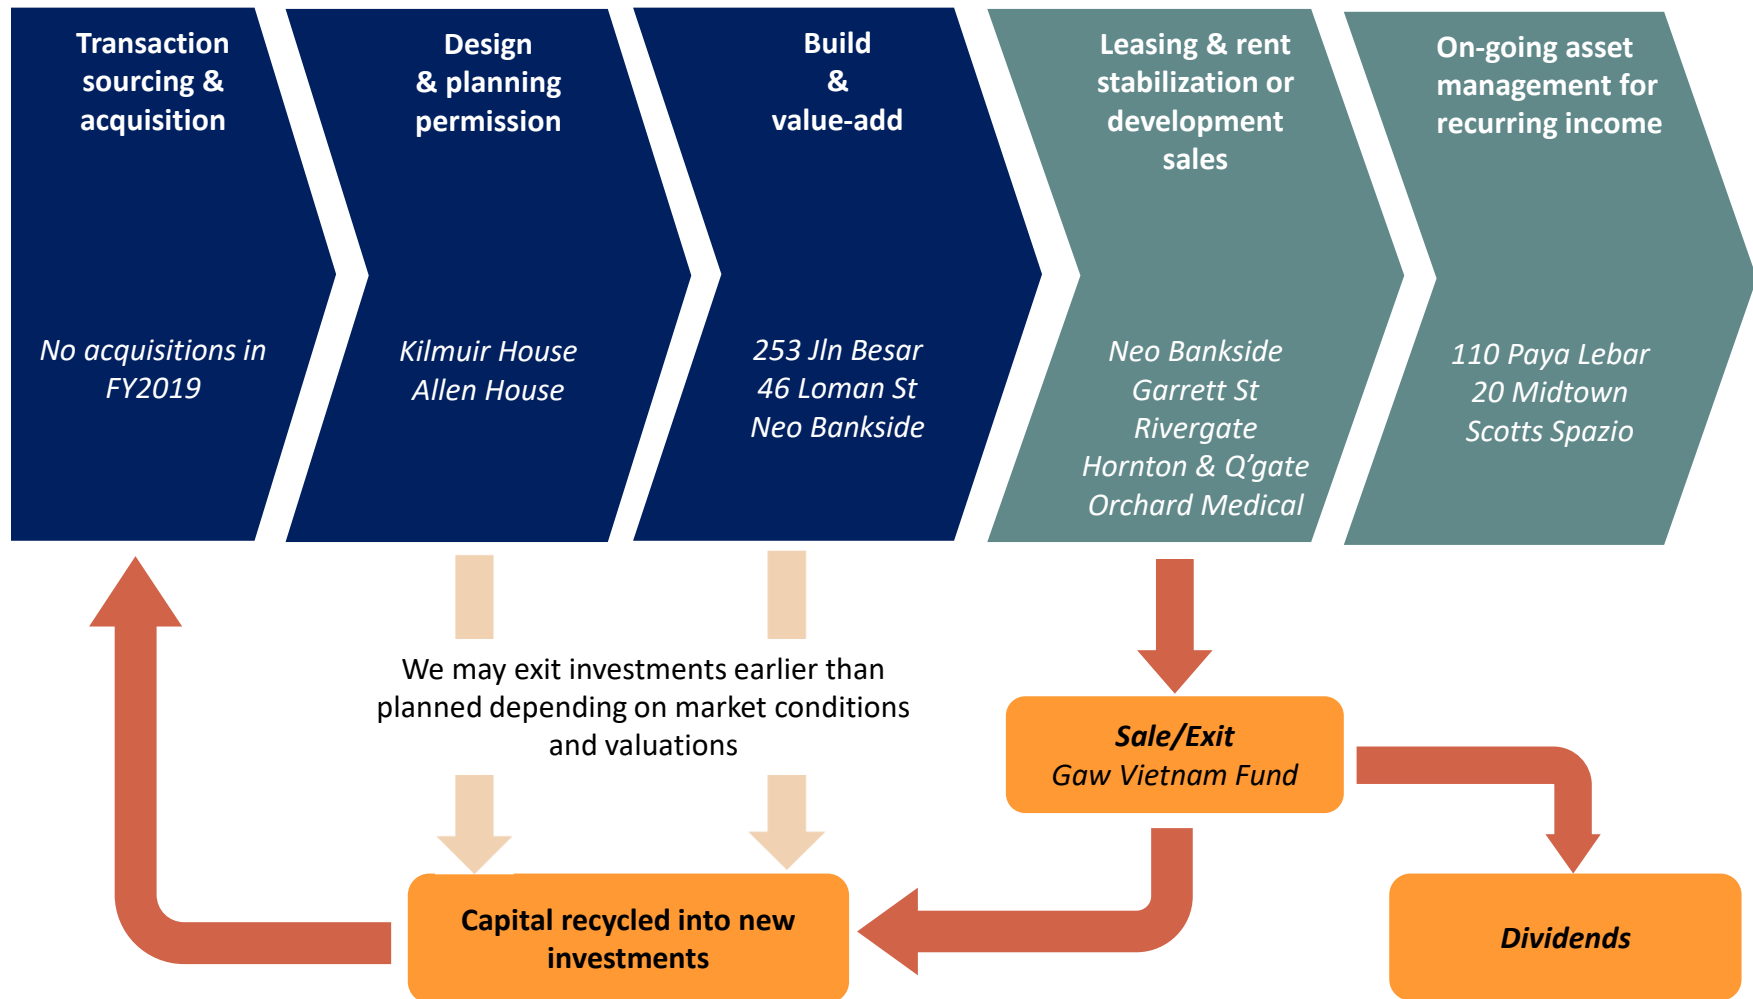 Transaction
sourcing &
acquisition
No acquisitions in
FY2019
Design
& planning
permission
Kilmuir House
Allen House
Build
&
value-add
253 Jln Besar
46 Loman St
Neo Bankside
Leasing & rent
stabilization or
development
sales
Neo Bankside
Garrett St
Rivergate
Hornton & Q’gate
Orchard Medical
On-going asset
management for
recurring income
110 Paya Lebar
20 Midtown
Scotts Spazio
We may exit investments earlier than
planned depending on market conditions
and valuations
Sale/Exit
Gaw Vietnam Fund
Capital recycled into new
investments
Dividends